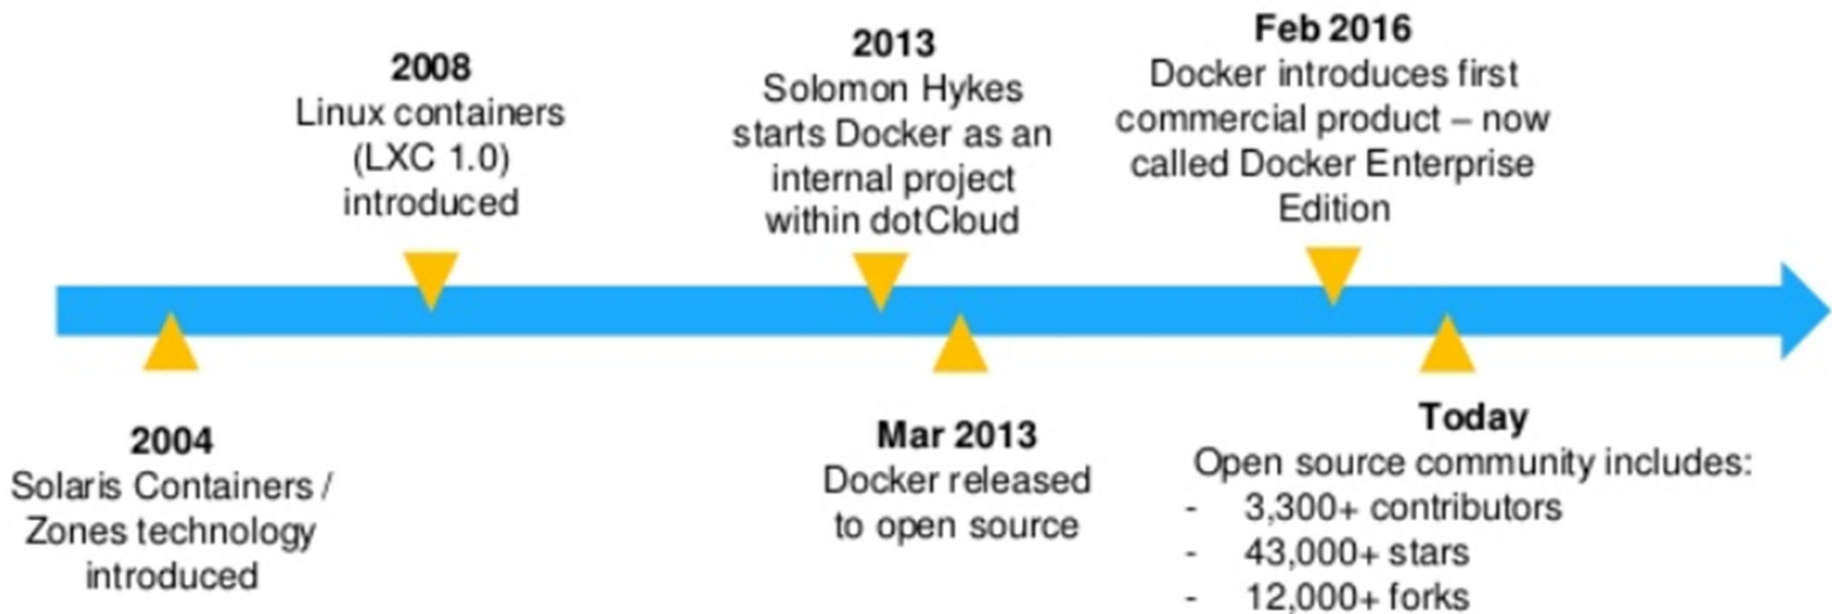 2008
Linux containers
(LXC 1.0)
introduced
2013
Solomon Hykes
starts Docker as an
internal project
within dotCloud
Feb 2016
Docker introduces first
commercial product – now
called Docker Enterprise
Edition
2004
Solaris Containers /
Zones technology
introduced
Mar 2013
Docker released
to open source
Today
Open source community includes:
- 3,300+ contributors
- 43,000+ stars
- 12,000+ forks